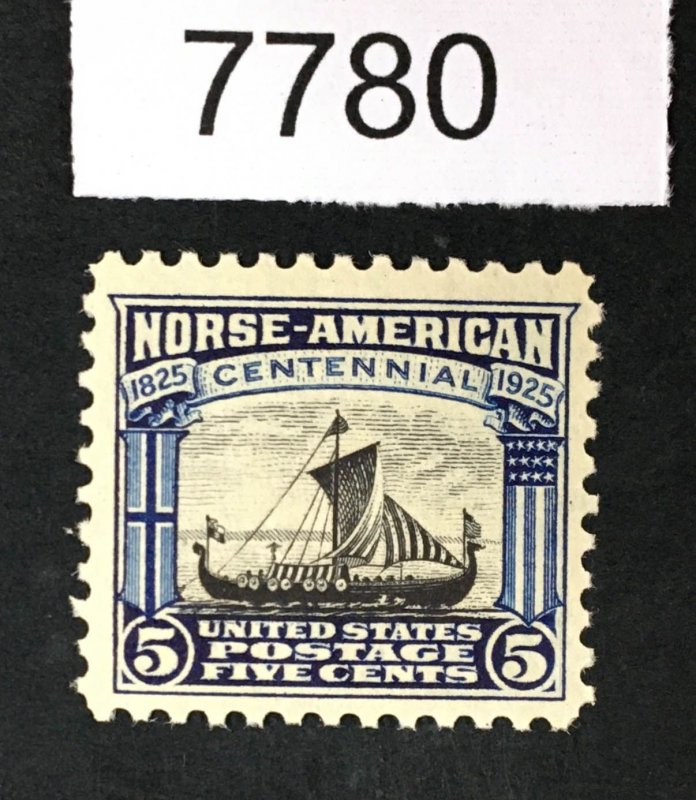 7780
NORSE-AMERICAN
1825 CENTENNIAL 1925
5 UNITED STATES 5
POSTAGE
FIVE CENTS